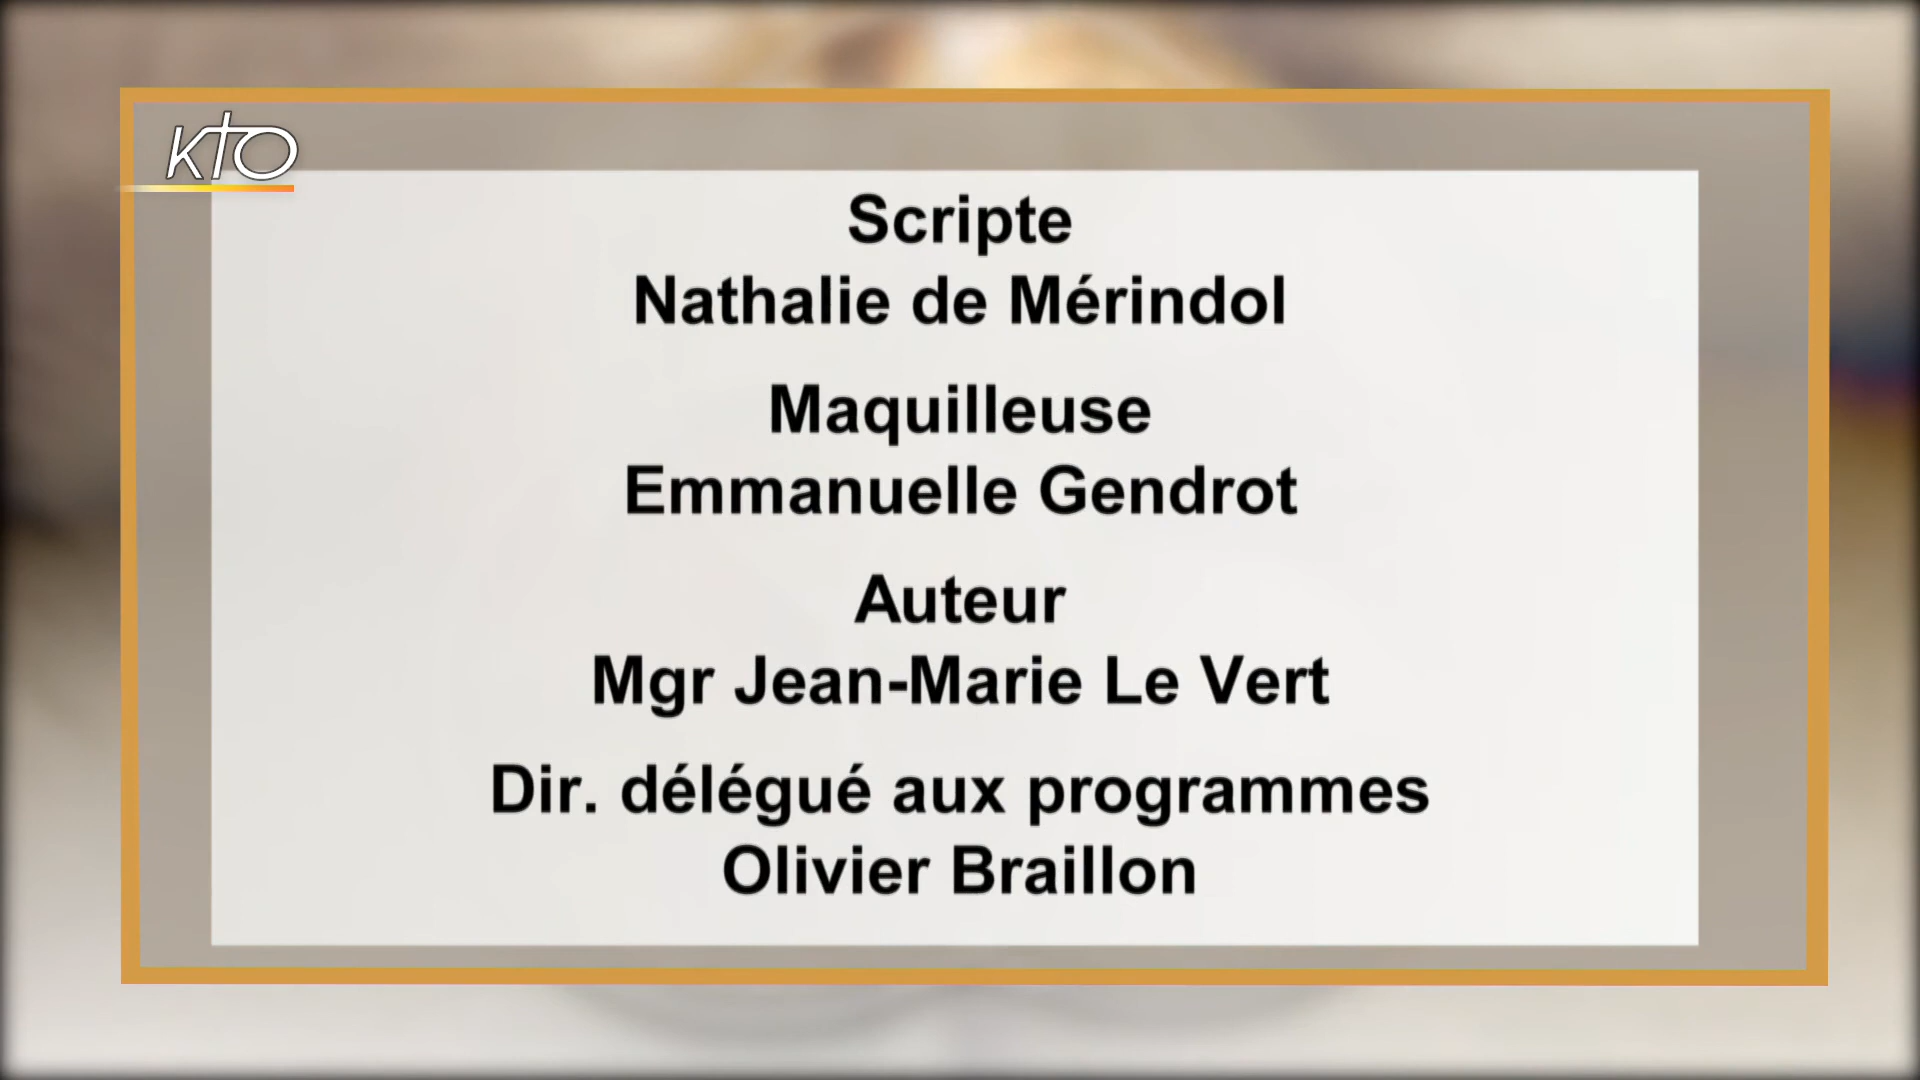 KTO
Scripte
Nathalie de Mérindol
Maquilleuse
Emmanuelle Gendrot
Auteur
Mgr Jean-Marie Le Vert
Dir. délégué aux programmes
Olivier Braillon